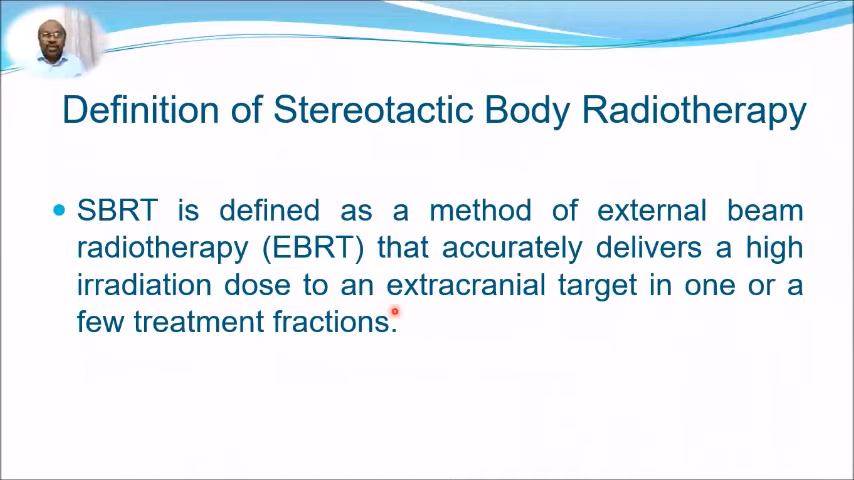 Definition of Stereotactic Body Radiotherapy
SBRT is defined as a method of external beam
radiotherapy (EBRT) that accurately delivers a high
irradiation dose to an extracranial target in one or a
few treatment fractions.